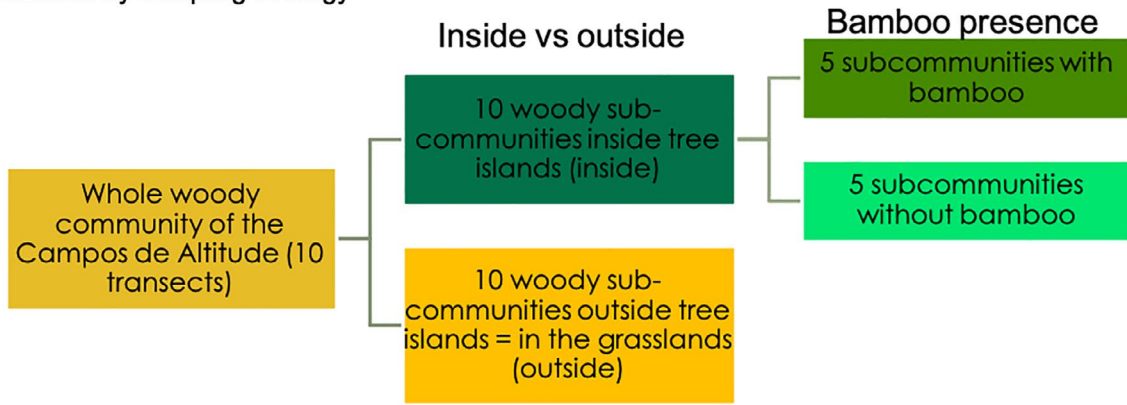 Inside vs outside
Bamboo presence
Whole woody
community of the
Campos de Altitude (10
transects)
10 woody sub-
communities inside tree
islands (inside)
10 woody sub-
communities outside tree
islands = in the grasslands
(outside)
5 subcommunities with
bamboo
5 subcommunities
without bamboo